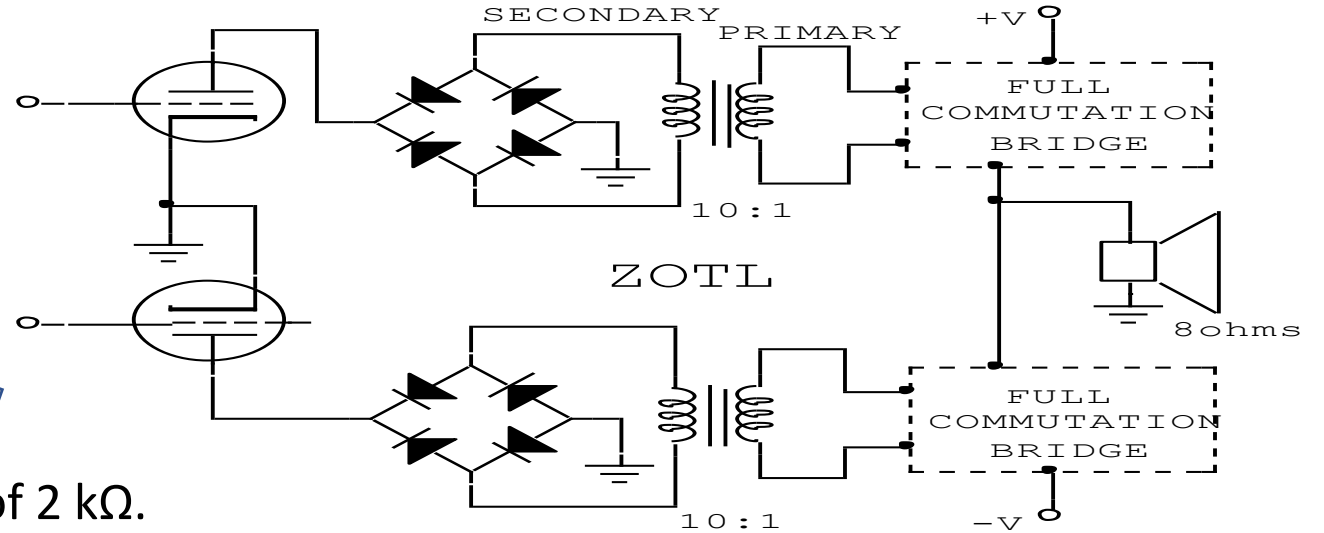 SECONDARY
PRIMARY
+V
FULL
COMMUTATION
BRIDGE
10:1
ZOTL
8ohms
FULL
COMMUTATION
BRIDGE
of 2 kΩ.
10:1
−V